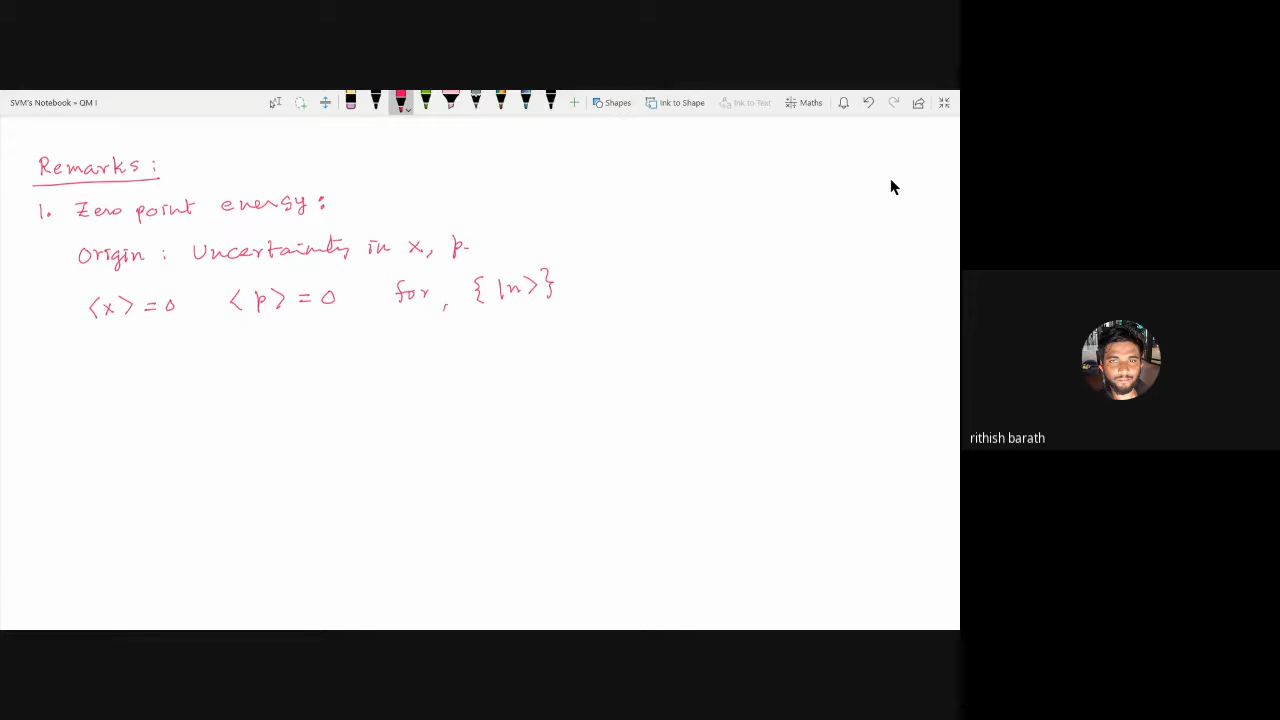 SVM's Notebook » QM I
Shapes Ink to Shape Ink to Text Maths
Remarks :
1. Zero point energy :
Origin : Uncertainty in x, p.
⟨x⟩ = 0 ⟨p⟩ = 0 for, { |n⟩ }
rithish barath